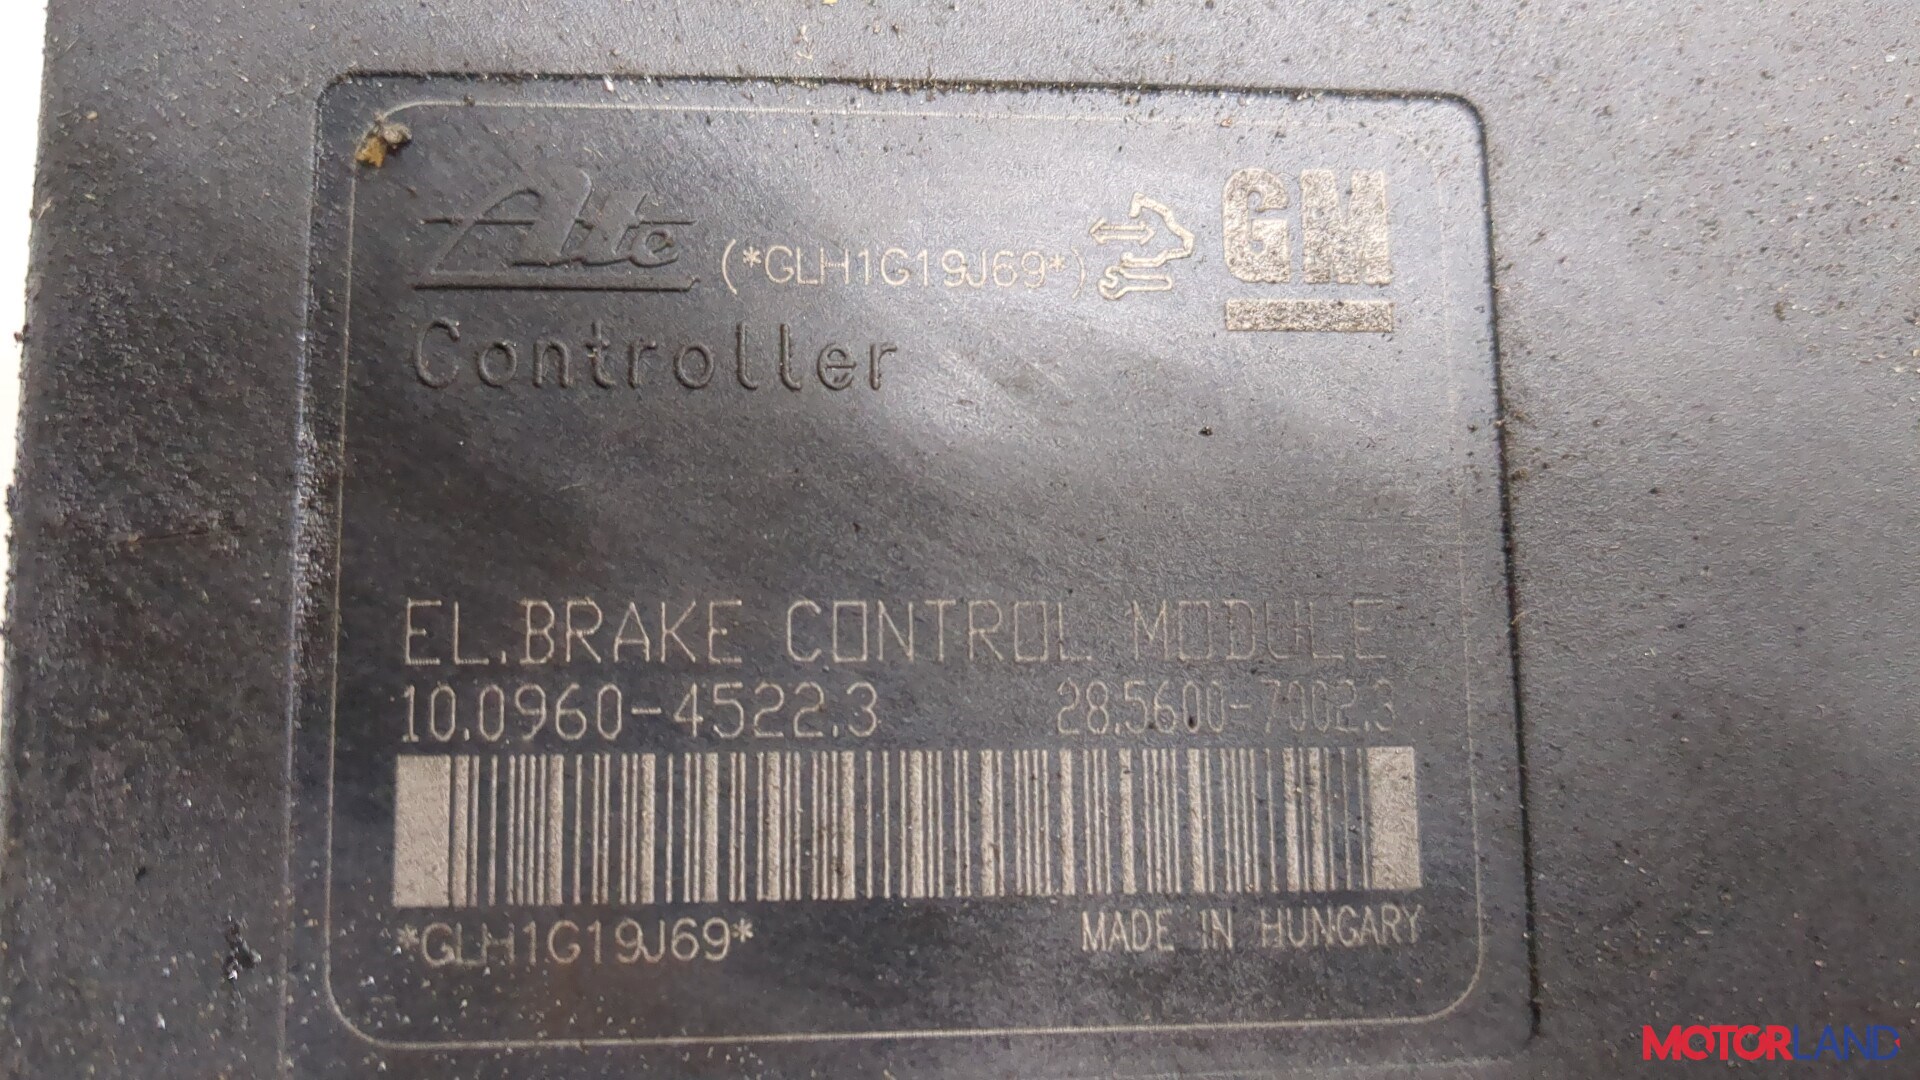 Ate (*GLH1G19J69*) GM
Controller
EL.BRAKE CONTROL MODULE
10.0960-4522.3 28.5600-7002.3
*GLH1G19J69* MADE IN HUNGARY
MOTORLAND